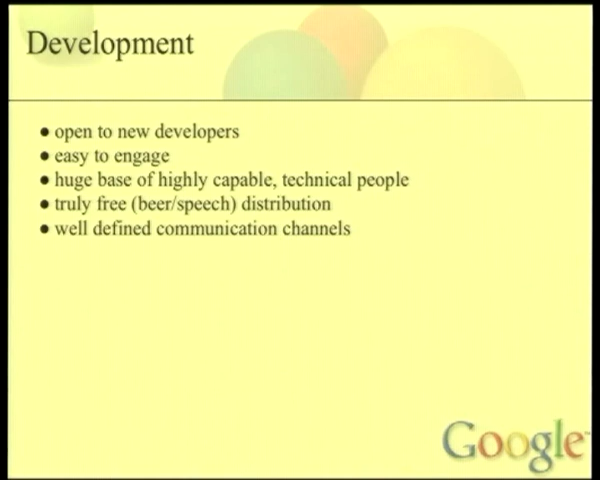 Development
● open to new developers
● easy to engage
● huge base of highly capable, technical people
● truly free (beer/speech) distribution
● well defined communication channels
Google™